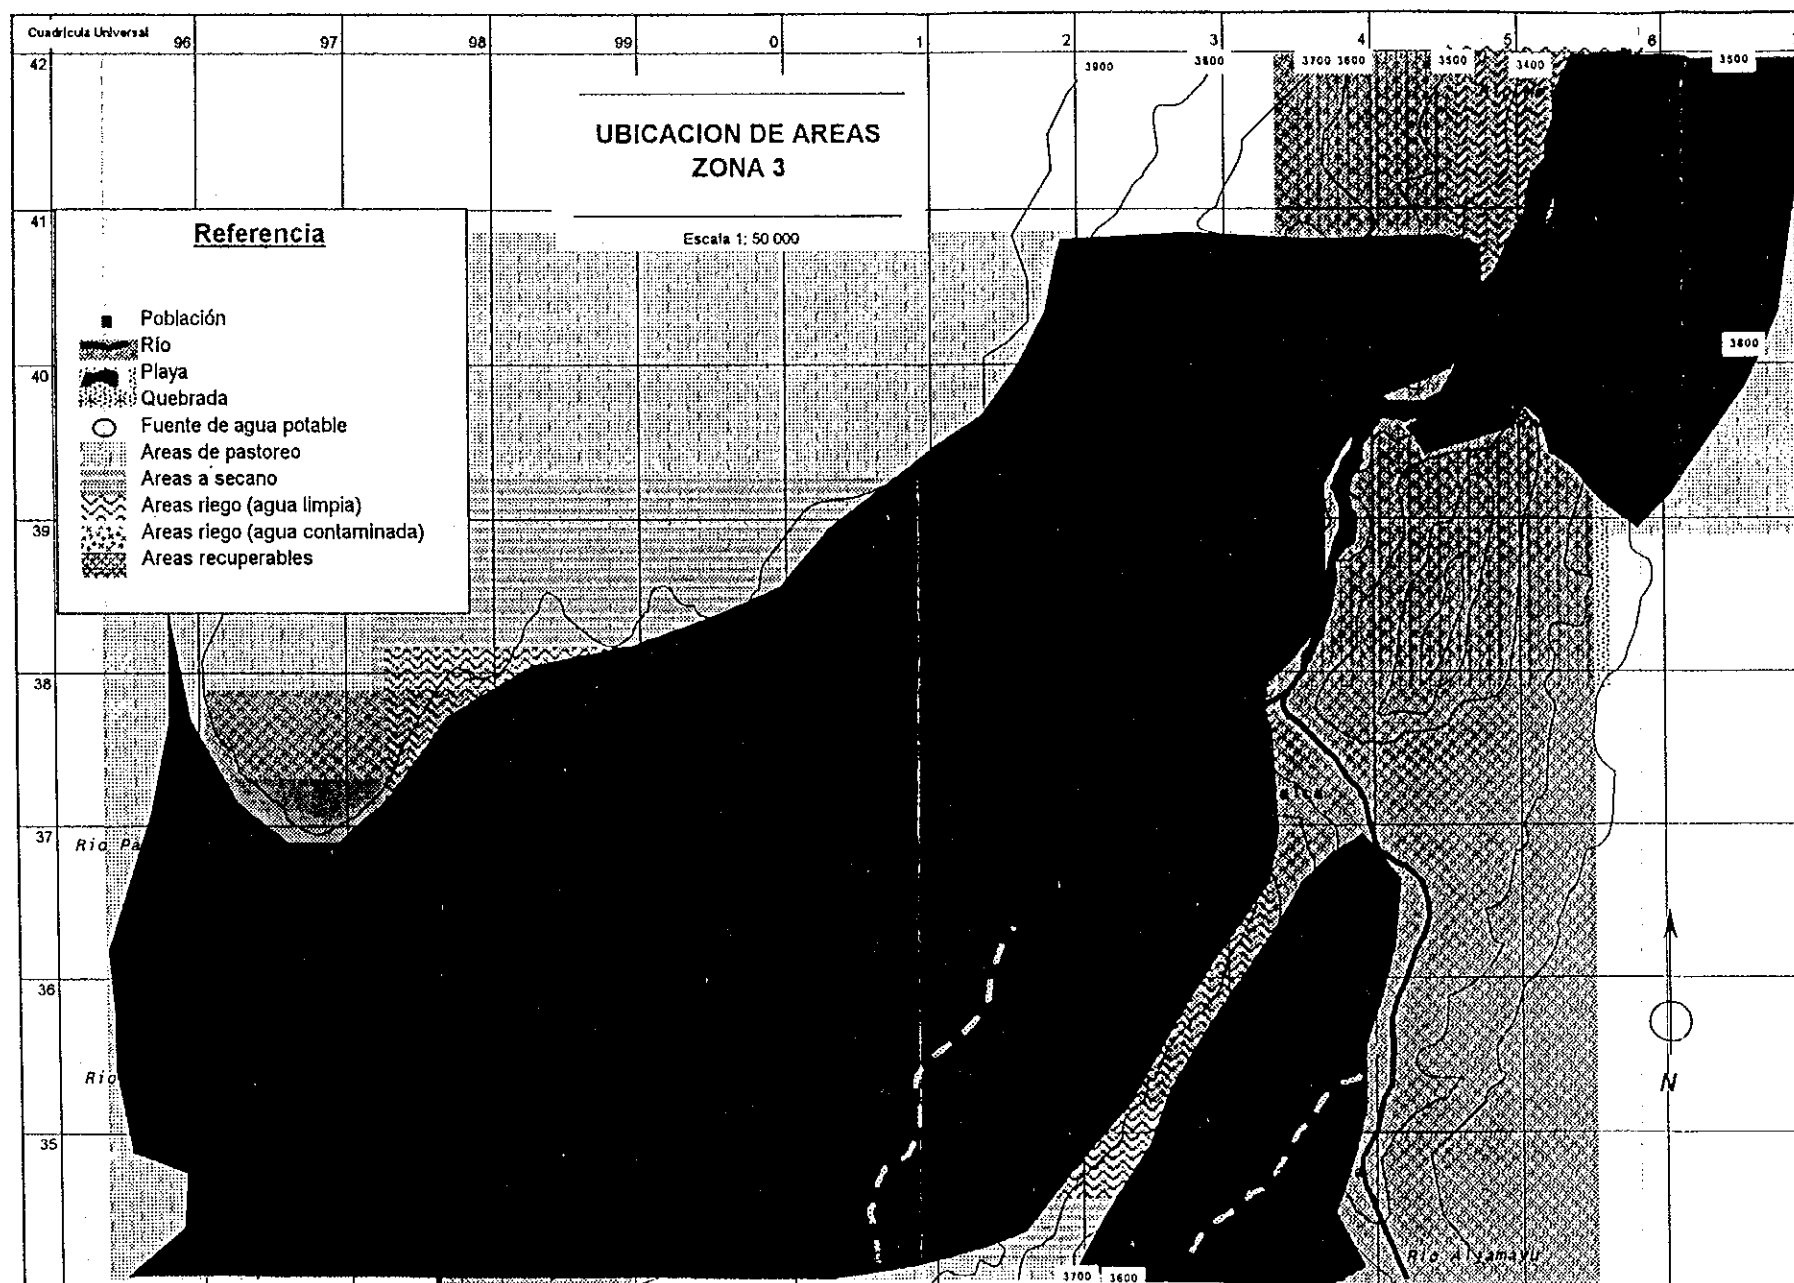 Cuadrícula Universal 96 97 98 99 0 1 2 3 4 5 6
42
3900 3800 3700 3600 3500 3400 3500
UBICACION DE AREAS
ZONA 3
Escala 1: 50 000
41
Referencia
Población
Río
Playa
Quebrada
Fuente de agua potable
Areas de pastoreo
Areas a secano
Areas riego (agua limpia)
Areas riego (agua contaminada)
Areas recuperables
3600
40
39
38
37
Rio
36
Rio
N
35
Rio
3700 3600